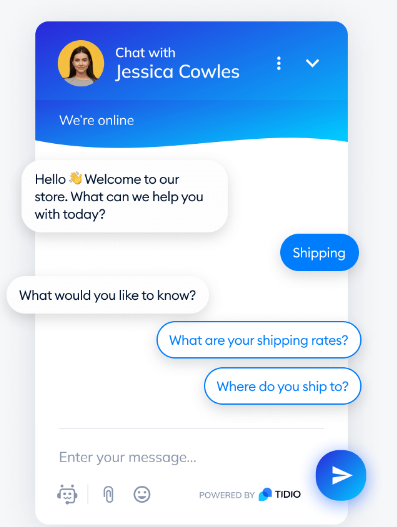 Chat with
Jessica Cowles
We're online
Hello 👋 Welcome to our
store. What can we help you
with today?
Shipping
What would you like to know?
What are your shipping rates?
Where do you ship to?
Enter your message...
POWERED BY TIDIO